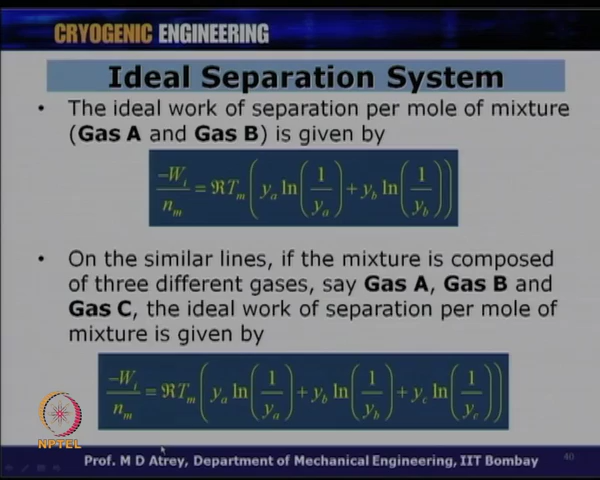 CRYOGENIC ENGINEERING
Ideal Separation System
• The ideal work of separation per mole of mixture
(Gas A and Gas B) is given by
-W_i / n_m = ℜT_m ( y_a ln ( 1 / y_a ) + y_b ln ( 1 / y_b ) )
• On the similar lines, if the mixture is composed
of three different gases, say Gas A, Gas B and
Gas C, the ideal work of separation per mole of
mixture is given by
-W_i / n_m = ℜT_m ( y_a ln ( 1 / y_a ) + y_b ln ( 1 / y_b ) + y_c ln ( 1 / y_c ) )
NPTEL
Prof. M D Atrey, Department of Mechanical Engineering, IIT Bombay
40